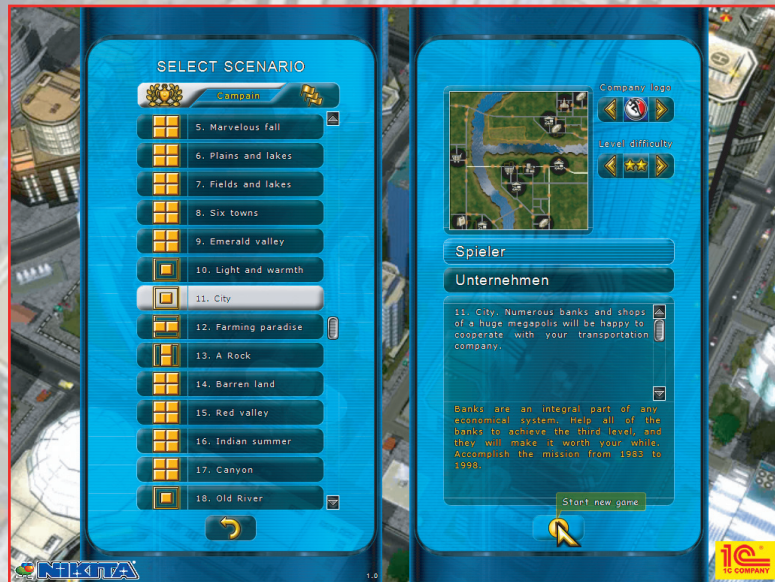 SELECT SCENARIO
Campain
5. Marvelous fall
6. Plains and lakes
7. Fields and lakes
8. Six towns
9. Emerald valley
10. Light and warmth
11. City
12. Farming paradise
13. A Rock
14. Barren land
15. Red valley
16. Indian summer
17. Canyon
18. Old River
Company logo
Level difficulty
Spieler
Unternehmen
11. City. Numerous banks and shops
of a huge megapolis will be happy to
cooperate with your transportation
company.
Banks are an integral part of any
economical system. Help all of the
banks to achieve the third level, and
they will make it worth your while.
Accomplish the mission from 1983 to
1998.
Start new game
NIKITA
1.0
1C
1C COMPANY